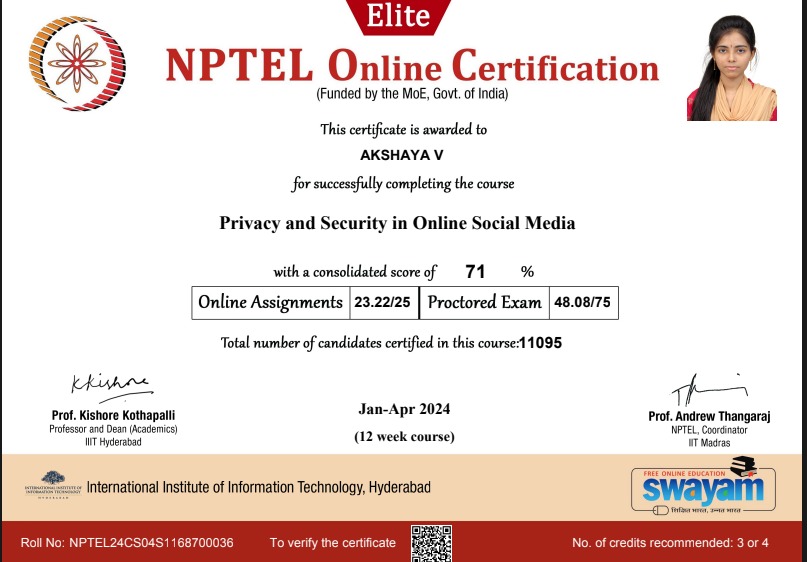 Elite
NPTEL Online Certification
(Funded by the MoE, Govt. of India)
This certificate is awarded to
AKSHAYA V
for successfully completing the course
Privacy and Security in Online Social Media
with a consolidated score of 71 %
Online Assignments 23.22/25 Proctored Exam 48.08/75
Total number of candidates certified in this course:11095
Kkishore
Prof. Kishore Kothapalli
Professor and Dean (Academics)
IIIT Hyderabad
Jan-Apr 2024
(12 week course)
Prof. Andrew Thangaraj
NPTEL, Coordinator
IIT Madras
INTERNATIONAL INSTITUTE OF
INFORMATION TECHNOLOGY
HYDERABAD
International Institute of Information Technology, Hyderabad
FREE ONLINE EDUCATION
swayam
शिक्षित भारत, उन्नत भारत
Roll No: NPTEL24CS04S1168700036 To verify the certificate No. of credits recommended: 3 or 4